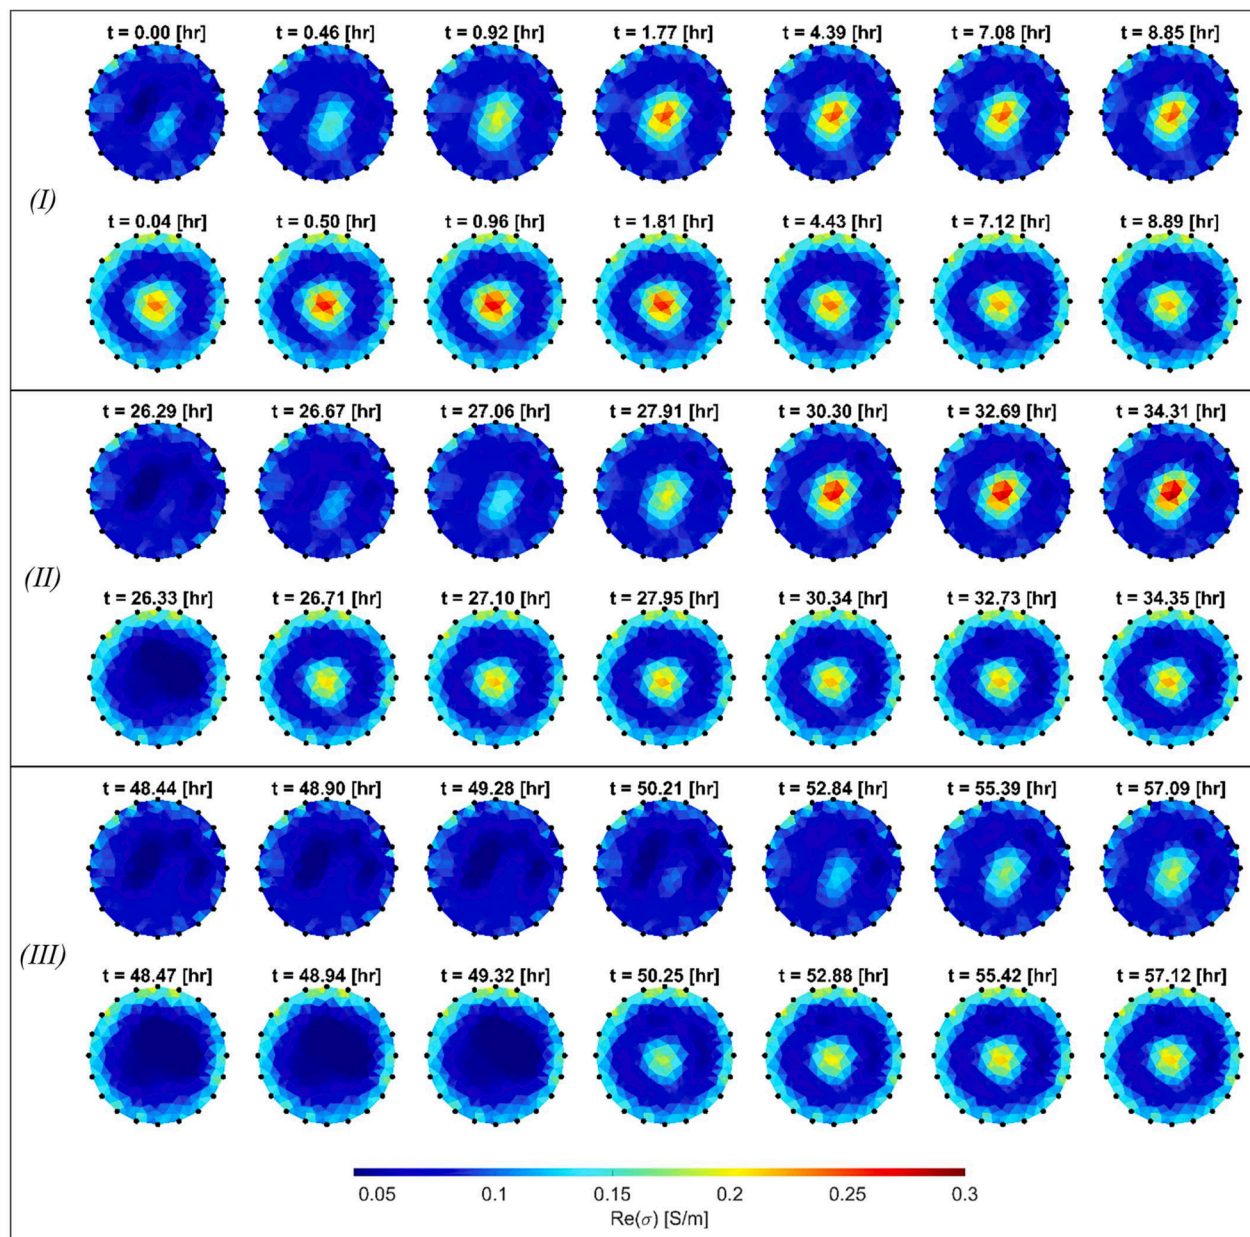 t = 0.00 [hr] t = 0.46 [hr] t = 0.92 [hr] t = 1.77 [hr] t = 4.39 [hr] t = 7.08 [hr] t = 8.85 [hr]
(I)
t = 0.04 [hr] t = 0.50 [hr] t = 0.96 [hr] t = 1.81 [hr] t = 4.43 [hr] t = 7.12 [hr] t = 8.89 [hr]
t = 26.29 [hr] t = 26.67 [hr] t = 27.06 [hr] t = 27.91 [hr] t = 30.30 [hr] t = 32.69 [hr] t = 34.31 [hr]
(II)
t = 26.33 [hr] t = 26.71 [hr] t = 27.10 [hr] t = 27.95 [hr] t = 30.34 [hr] t = 32.73 [hr] t = 34.35 [hr]
t = 48.44 [hr] t = 48.90 [hr] t = 49.28 [hr] t = 50.21 [hr] t = 52.84 [hr] t = 55.39 [hr] t = 57.09 [hr]
(III)
t = 48.47 [hr] t = 48.94 [hr] t = 49.32 [hr] t = 50.25 [hr] t = 52.88 [hr] t = 55.42 [hr] t = 57.12 [hr]
0.05 0.1 0.15 0.2 0.25 0.3
Re(σ) [S/m]